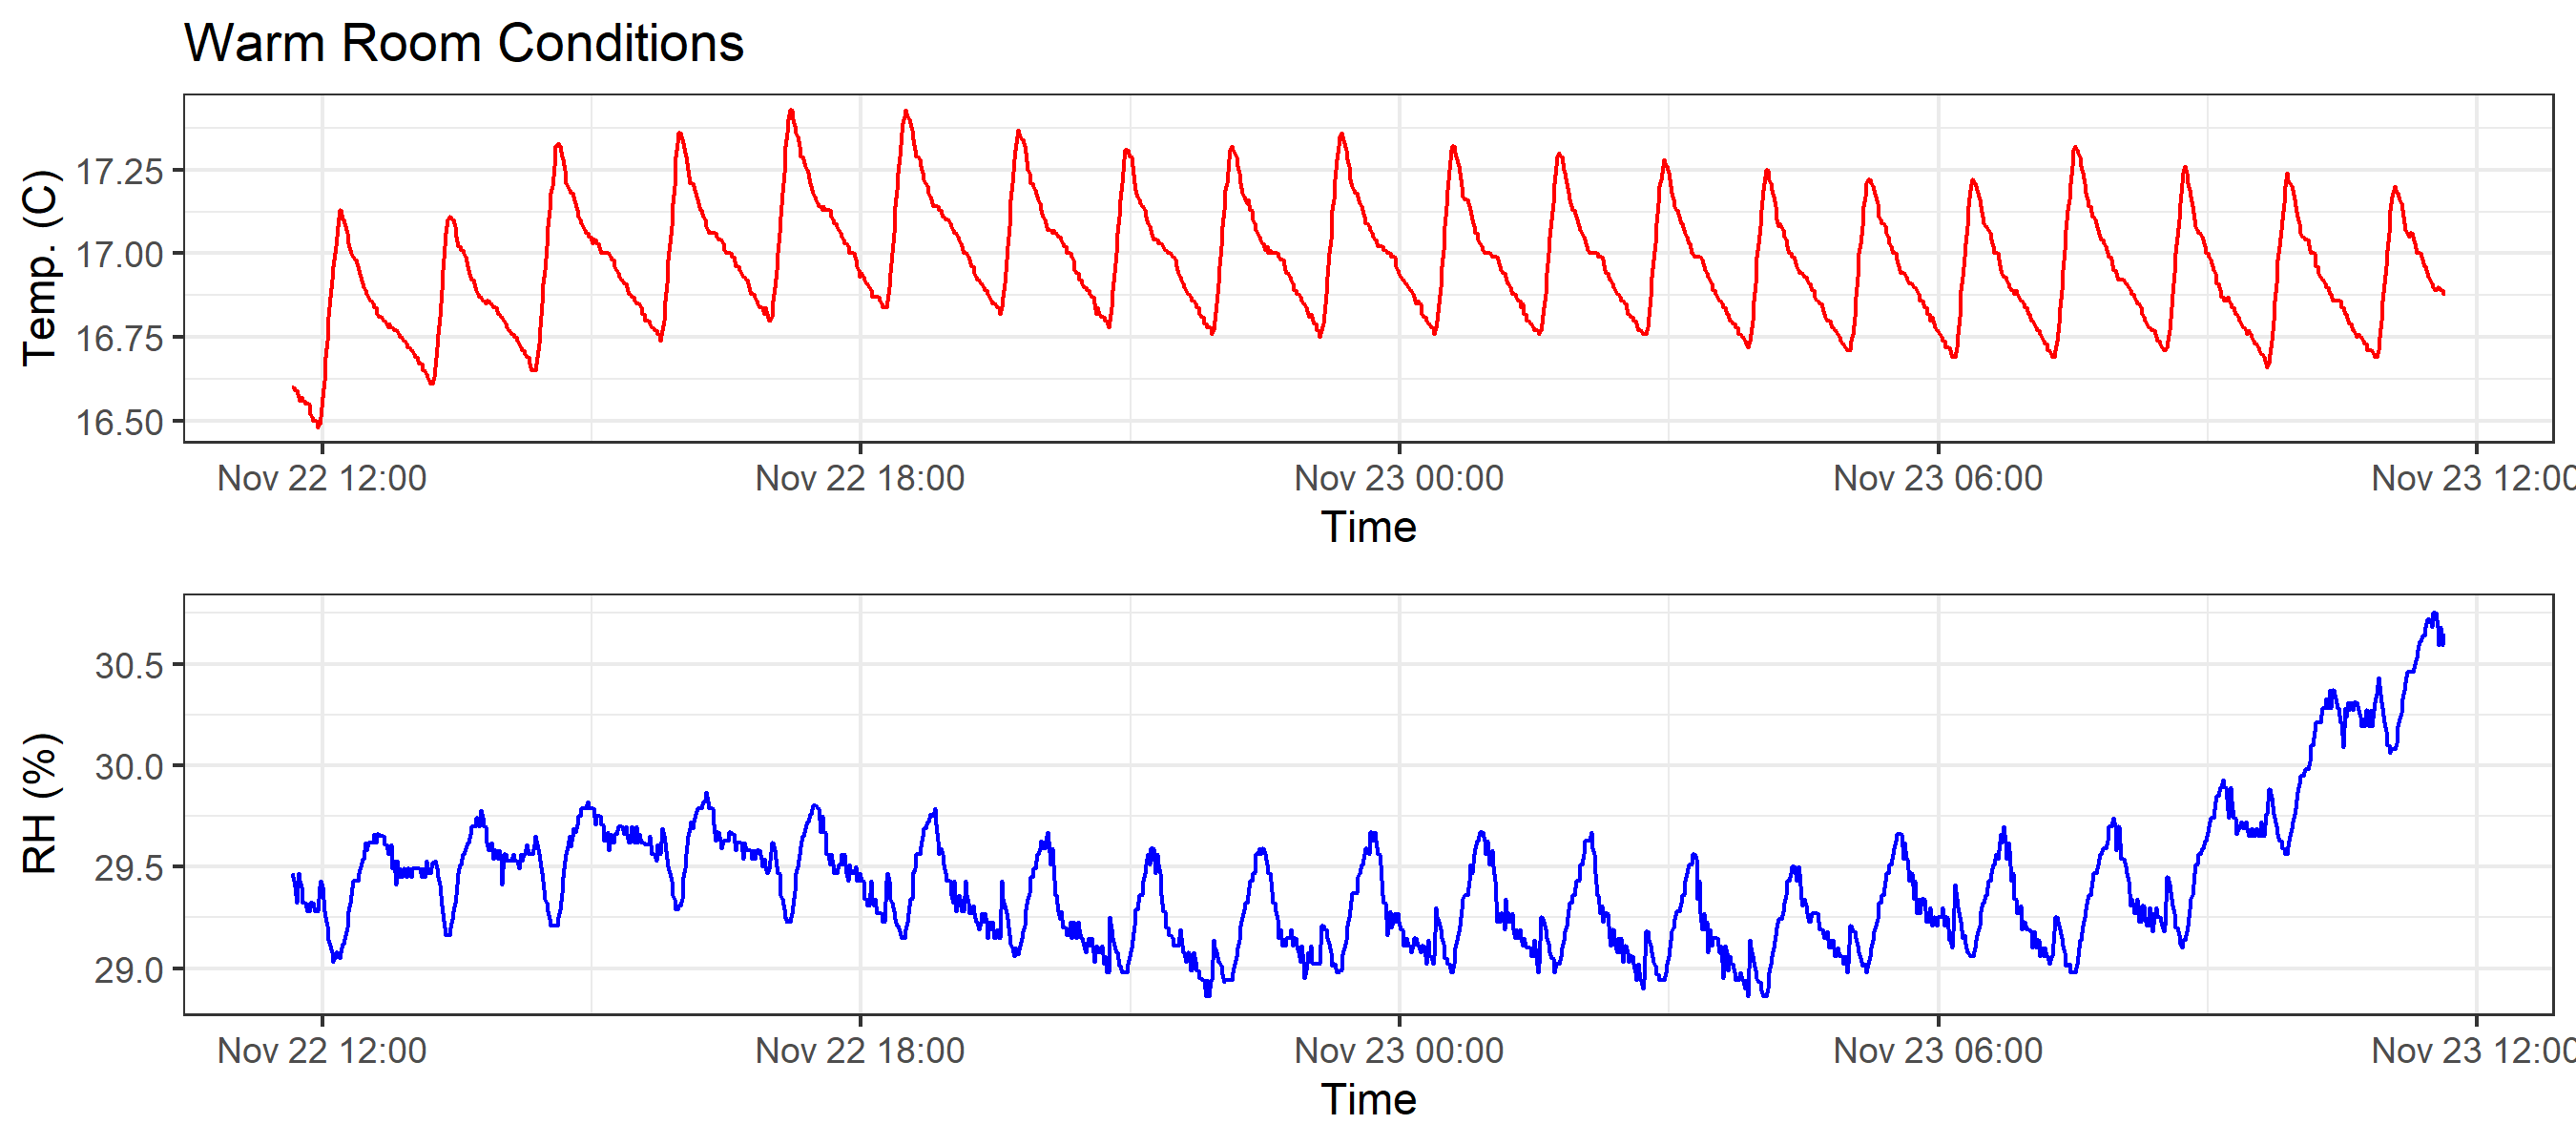 Warm Room Conditions
Temp. (C)
17.25
17.00
16.75
16.50
Nov 22 12:00 Nov 22 18:00 Nov 23 00:00 Nov 23 06:00 Nov 23 12:00
Time
RH (%)
30.5
30.0
29.5
29.0
Nov 22 12:00 Nov 22 18:00 Nov 23 00:00 Nov 23 06:00 Nov 23 12:00
Time